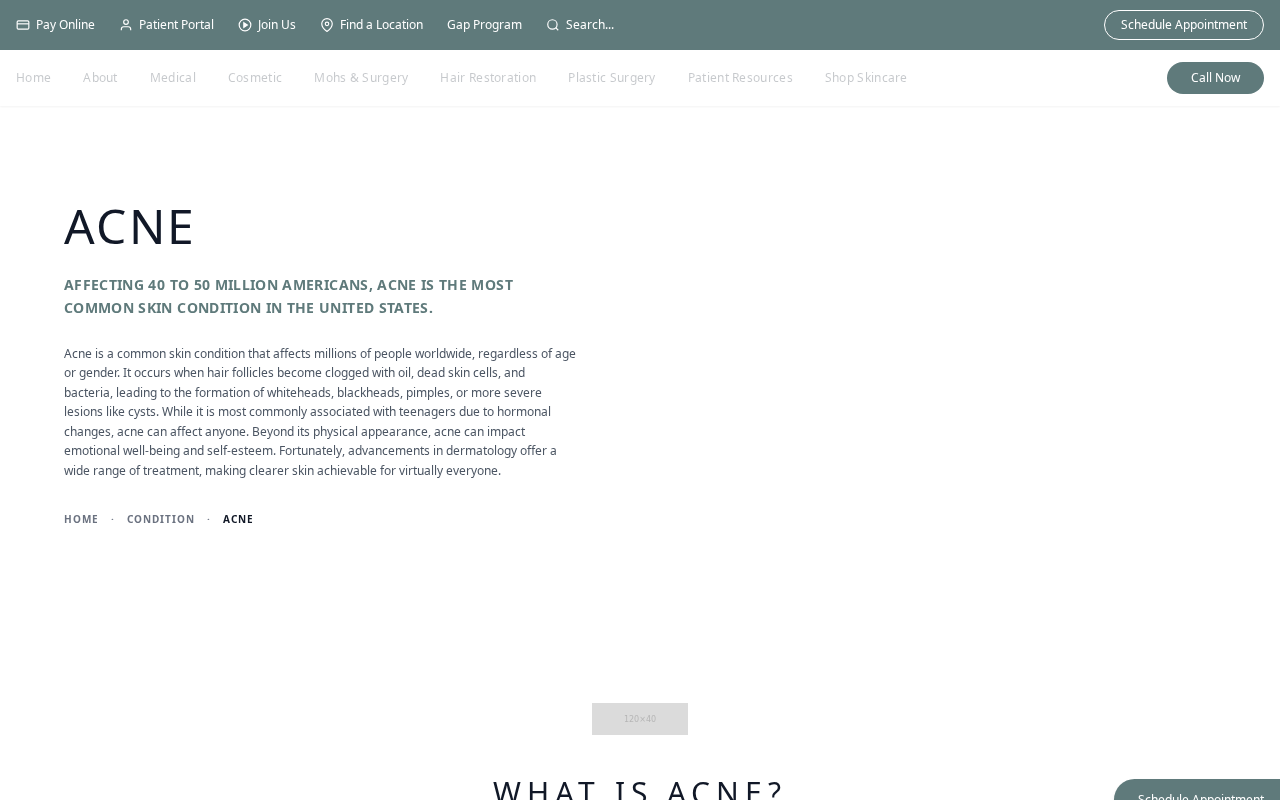 Pay Online Patient Portal Join Us Find a Location Gap Program Search... Schedule Appointment
Home About Medical Cosmetic Mohs & Surgery Hair Restoration Plastic Surgery Patient Resources Shop Skincare Call Now
ACNE
AFFECTING 40 TO 50 MILLION AMERICANS, ACNE IS THE MOST
COMMON SKIN CONDITION IN THE UNITED STATES.
Acne is a common skin condition that affects millions of people worldwide, regardless of age
or gender. It occurs when hair follicles become clogged with oil, dead skin cells, and
bacteria, leading to the formation of whiteheads, blackheads, pimples, or more severe
lesions like cysts. While it is most commonly associated with teenagers due to hormonal
changes, acne can affect anyone. Beyond its physical appearance, acne can impact
emotional well-being and self-esteem. Fortunately, advancements in dermatology offer a
wide range of treatment, making clearer skin achievable for virtually everyone.
HOME · CONDITION · ACNE
120×40
WHAT IS ACNE?
Schedule Appointment